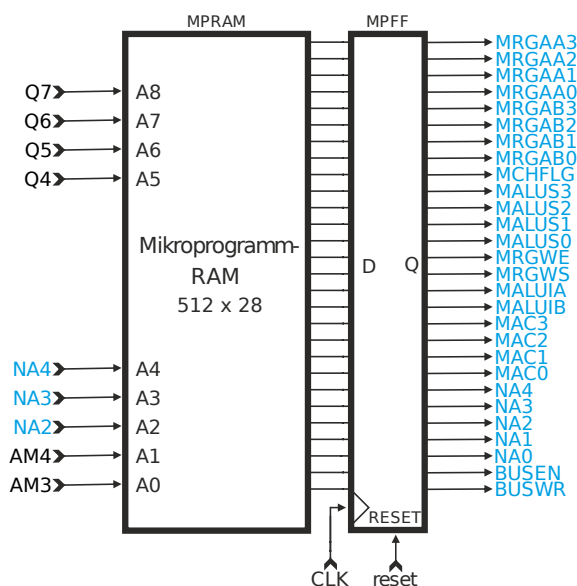 MPRAM
MPFF
Q7
Q6
Q5
Q4
NA4
NA3
NA2
AM4
AM3
A8
A7
A6
A5
A4
A3
A2
A1
A0
Mikroprogramm-
RAM
512 x 28
D
Q
RESET
CLK
reset
MRGAA3
MRGAA2
MRGAA1
MRGAA0
MRGAB3
MRGAB2
MRGAB1
MRGAB0
MCHFLG
MALUS3
MALUS2
MALUS1
MALUS0
MRGWE
MRGWS
MALUIA
MALUIB
MAC3
MAC2
MAC1
MAC0
NA4
NA3
NA2
NA1
NA0
BUSEN
BUSWR